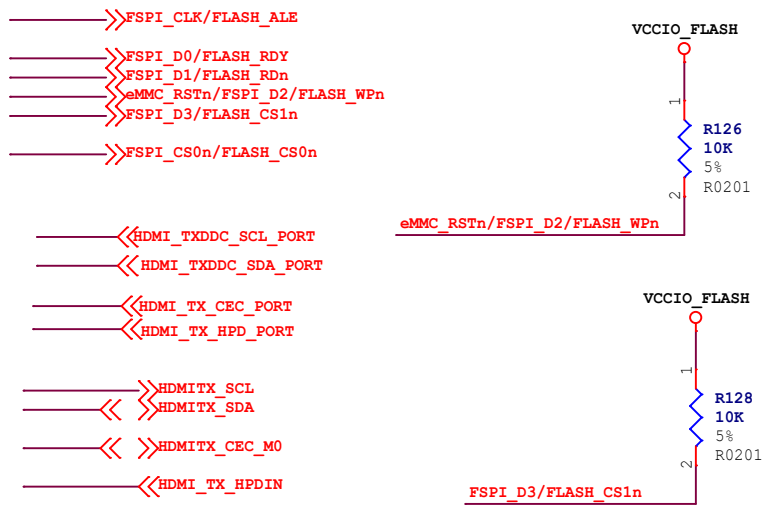 FSPI_CLK/FLASH_ALE
FSPI_D0/FLASH_RDY
FSPI_D1/FLASH_RDn
eMMC_RSTn/FSPI_D2/FLASH_WPn
FSPI_D3/FLASH_CS1n
FSPI_CS0n/FLASH_CS0n
HDMI_TXDDC_SCL_PORT
HDMI_TXDDC_SDA_PORT
HDMI_TX_CEC_PORT
HDMI_TX_HPD_PORT
HDMITX_SCL
HDMITX_SDA
HDMITX_CEC_M0
HDMI_TX_HPDIN
VCCIO_FLASH
1
R126
10K
5%
R0201
2
eMMC_RSTn/FSPI_D2/FLASH_WPn
VCCIO_FLASH
1
R128
10K
5%
R0201
2
FSPI_D3/FLASH_CS1n